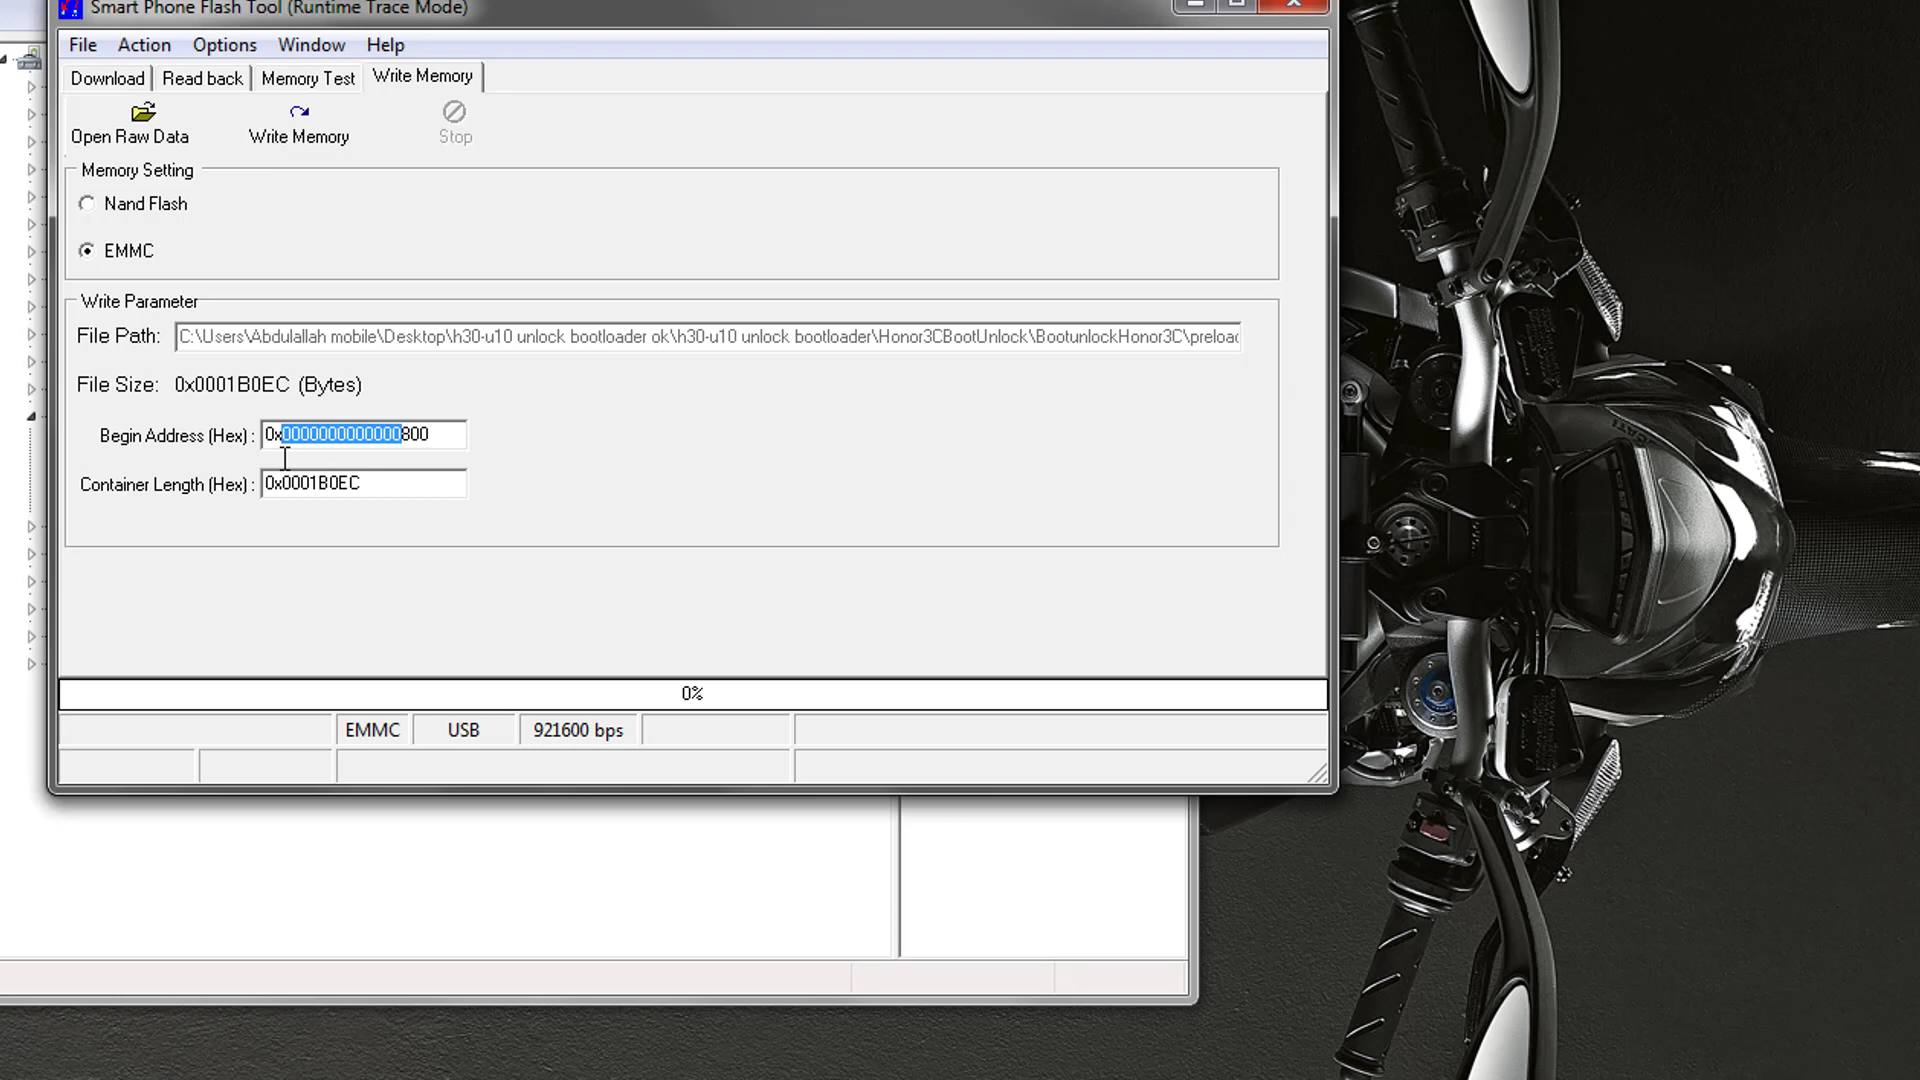 Smart Phone Flash Tool (Runtime Trace Mode)
File Action Options Window Help
Download Read back Memory Test Write Memory
Open Raw Data Write Memory Stop
Memory Setting
Nand Flash
EMMC
Write Parameter
File Path: C:\Users\Abdulallah mobile\Desktop\h30-u10 unlock bootloader ok\h30-u10 unlock bootloader\Honor3CBootUnlock\BootunlockHonor3C\preload
File Size: 0x0001B0EC (Bytes)
Begin Address (Hex) : 0x0000000000000800
Container Length (Hex) : 0x0001B0EC
0%
EMMC USB 921600 bps